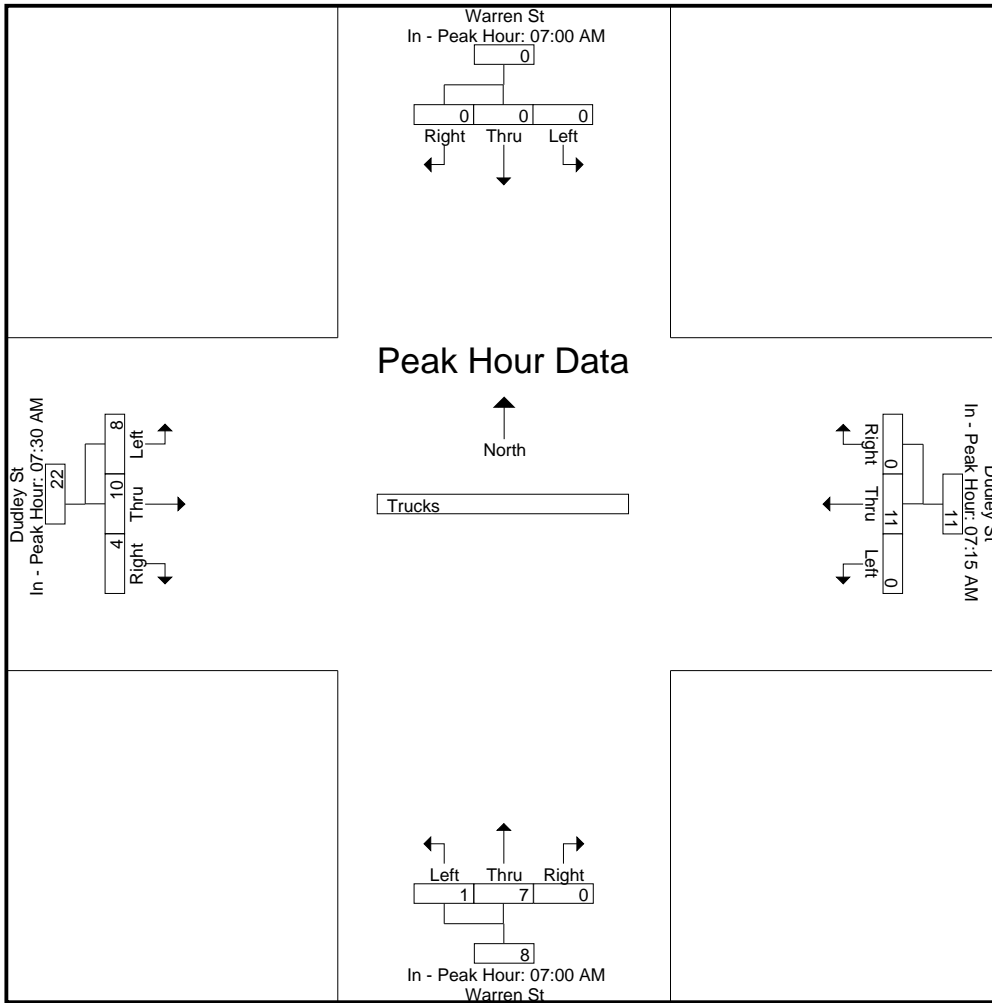 Warren St
In - Peak Hour: 07:00 AM
0
0 0 0
Right Thru Left
Peak Hour Data
North
Trucks
Dudley St
In - Peak Hour: 07:30 AM
22
8 10 4
Left Thru Right
Dudley St
In - Peak Hour: 07:15 AM
11
0 11 0
Right Thru Left
Left Thru Right
1 7 0
8
In - Peak Hour: 07:00 AM
Warren St